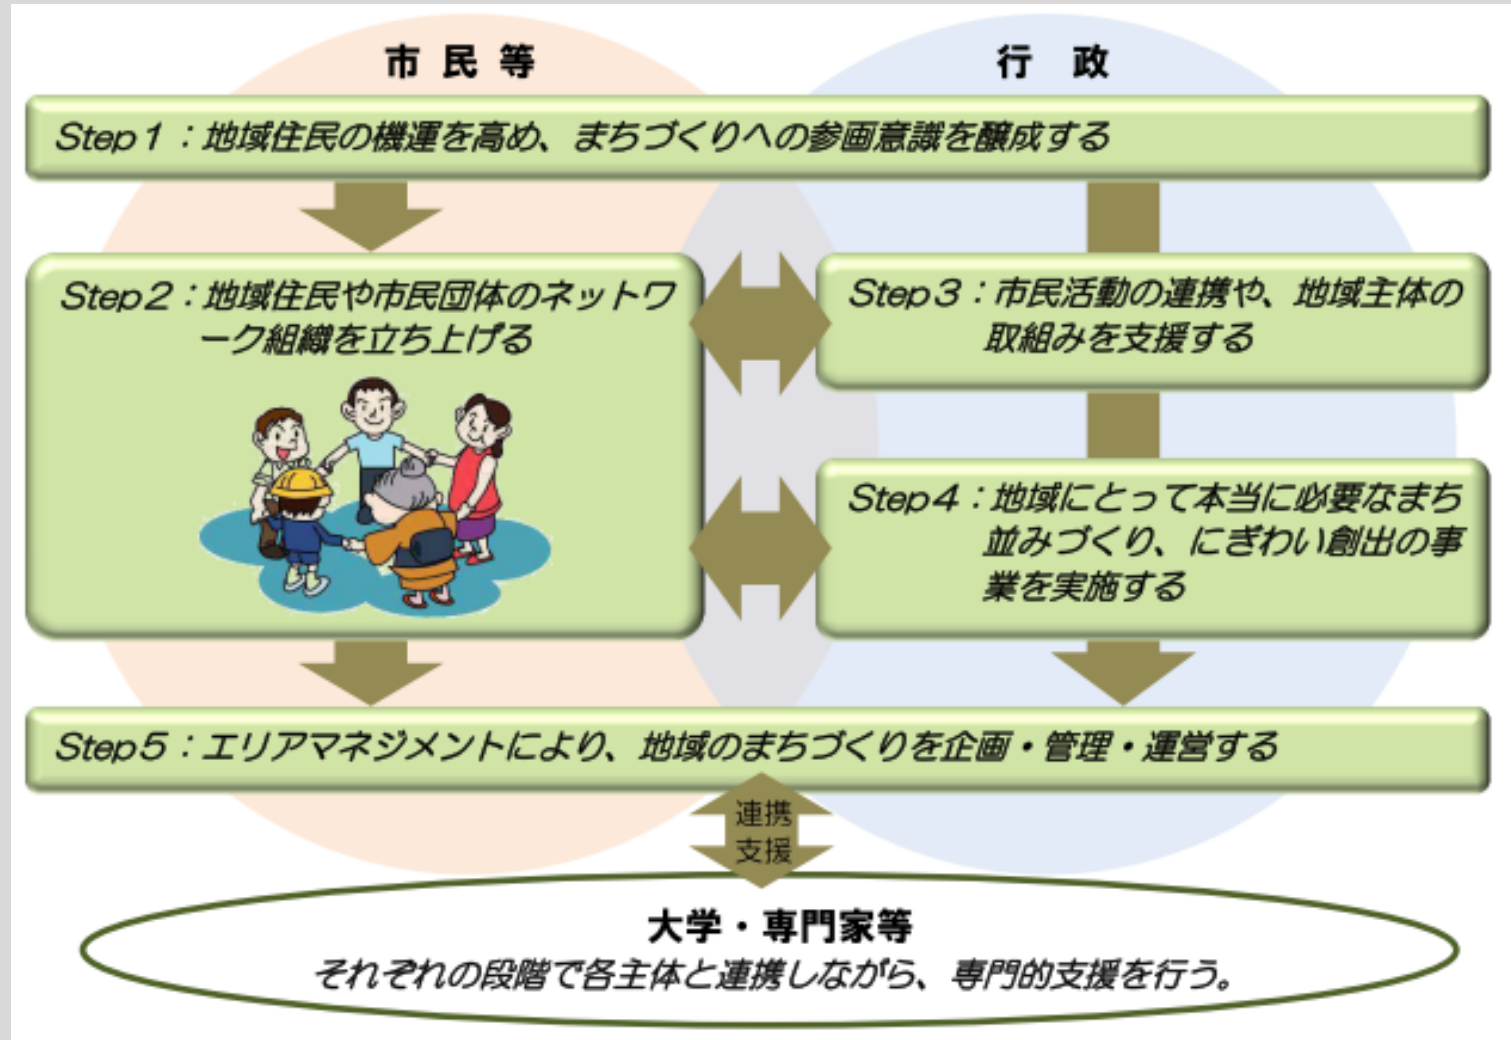 市民等
行 政
Step1：地域住民の機運を高め、まちづくりへの参画意識を醸成する
Step2：地域住民や市民団体のネットワ
ーク組織を立ち上げる
Step3：市民活動の連携や、地域主体の
取組みを支援する
Step4：地域にとって本当に必要なまち
並みづくり、にぎわい創出の事
業を実施する
Step5：エリアマネジメントにより、地域のまちづくりを企画・管理・運営する
連携
支援
大学・専門家等
それぞれの段階で各主体と連携しながら、専門的支援を行う。